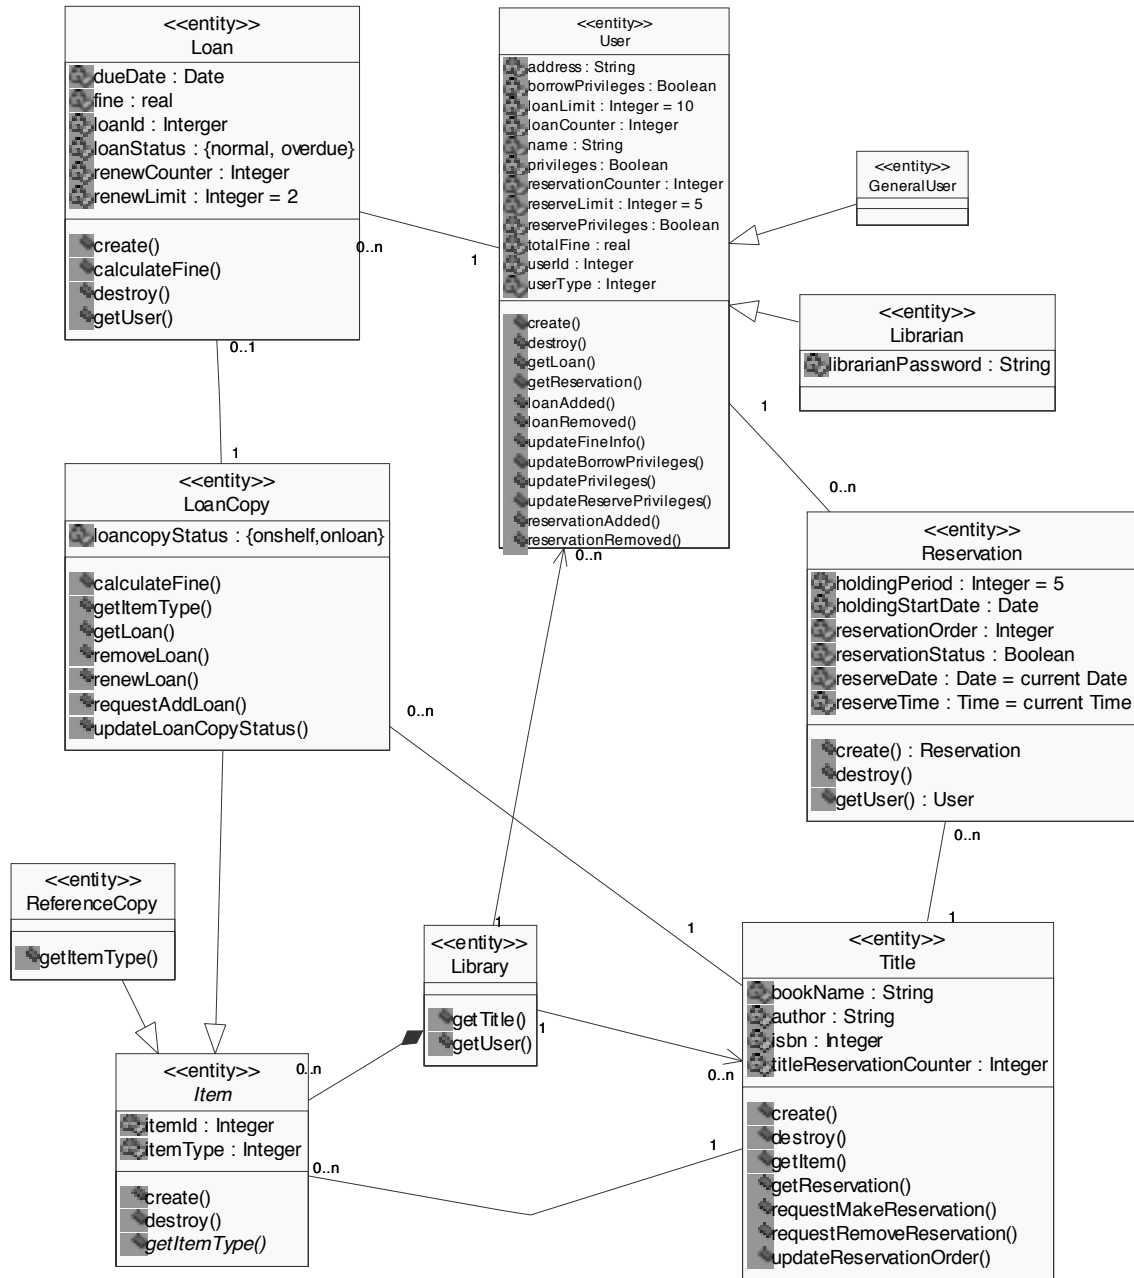 <<entity>>
Loan
dueDate : Date
fine : real
loanId : Interger
loanStatus : {normal, overdue}
renewCounter : Integer
renewLimit : Integer = 2
create()
calculateFine()
destroy()
getUser()
<<entity>>
User
address : String
borrowPrivileges : Boolean
loanLimit : Integer = 10
loanCounter : Integer
name : String
privileges : Boolean
reservationCounter : Integer
reserveLimit : Integer = 5
reservePrivileges : Boolean
totalFine : real
userId : Integer
userType : Integer
create()
destroy()
getLoan()
getReservation()
loanAdded()
loanRemoved()
updateFineInfo()
updateBorrowPrivileges()
updatePrivileges()
updateReservePrivileges()
reservationAdded()
reservationRemoved()
<<entity>>
GeneralUser
<<entity>>
Librarian
librarianPassword : String
0..n
1
0..1
1
1
0..n
<<entity>>
LoanCopy
loancopyStatus : {onshelf,onloan}
calculateFine()
getItemType()
getLoan()
removeLoan()
renewLoan()
requestAddLoan()
updateLoanCopyStatus()
0..n
0..n
<<entity>>
Reservation
holdingPeriod : Integer = 5
holdingStartDate : Date
reservationOrder : Integer
reservationStatus : Boolean
reserveDate : Date = current Date
reserveTime : Time = current Time
create() : Reservation
destroy()
getUser() : User
0..n
1
<<entity>>
ReferenceCopy
getItemType()
1
<<entity>>
Library
getTitle()
getUser()
1
1
0..n
<<entity>>
Title
bookName : String
author : String
isbn : Integer
titleReservationCounter : Integer
create()
destroy()
getItem()
getReservation()
requestMakeReservation()
requestRemoveReservation()
updateReservationOrder()
0..n
<<entity>>
Item
itemId : Integer
itemType : Integer
create()
destroy()
getItemType()
0..n
1